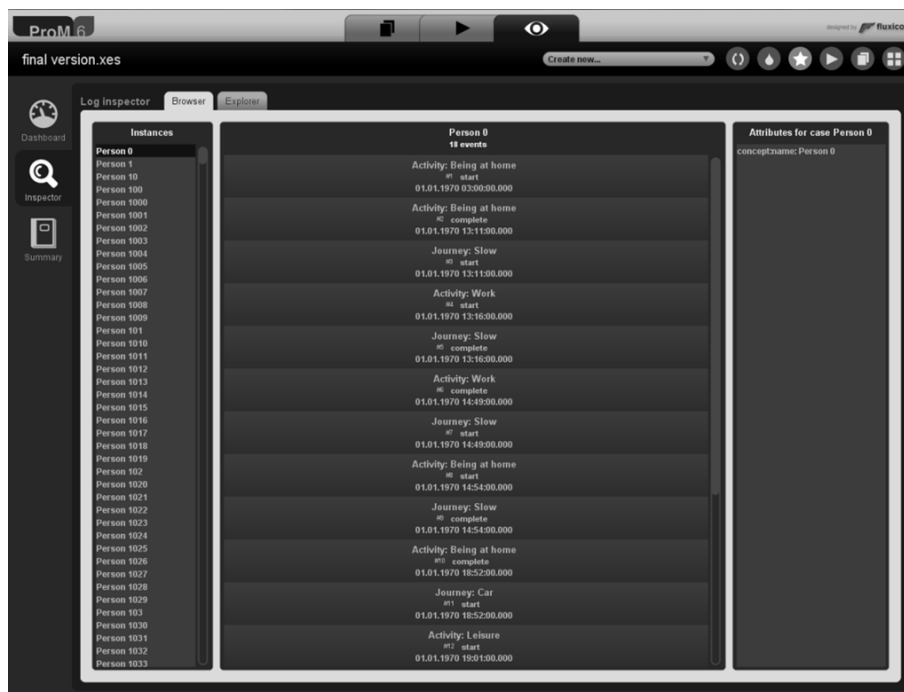 ProM 6
designed by fluxicon
final version.xes
Create new...
Dashboard
Inspector
Summary
Log Inspector
Browser
Explorer
Instances
Person 0
Person 1
Person 10
Person 100
Person 1000
Person 1001
Person 1002
Person 1003
Person 1004
Person 1005
Person 1006
Person 1007
Person 1008
Person 1009
Person 101
Person 1010
Person 1011
Person 1012
Person 1013
Person 1014
Person 1015
Person 1016
Person 1017
Person 1018
Person 1019
Person 102
Person 1020
Person 1021
Person 1022
Person 1023
Person 1024
Person 1025
Person 1026
Person 1027
Person 1028
Person 1029
Person 103
Person 1030
Person 1031
Person 1032
Person 1033
Person 0
18 events
Activity: Being at home
#1 start
01.01.1970 03:00:00.000
Activity: Being at home
#2 complete
01.01.1970 13:11:00.000
Journey: Slow
#3 start
01.01.1970 13:11:00.000
Activity: Work
#4 start
01.01.1970 13:16:00.000
Journey: Slow
#5 complete
01.01.1970 13:16:00.000
Activity: Work
#6 complete
01.01.1970 14:49:00.000
Journey: Slow
#7 start
01.01.1970 14:49:00.000
Activity: Being at home
#8 start
01.01.1970 14:54:00.000
Journey: Slow
#9 complete
01.01.1970 14:54:00.000
Activity: Being at home
#10 complete
01.01.1970 18:52:00.000
Journey: Car
#11 start
01.01.1970 18:52:00.000
Activity: Leisure
#12 start
01.01.1970 19:01:00.000
Attributes for case Person 0
concept:name: Person 0